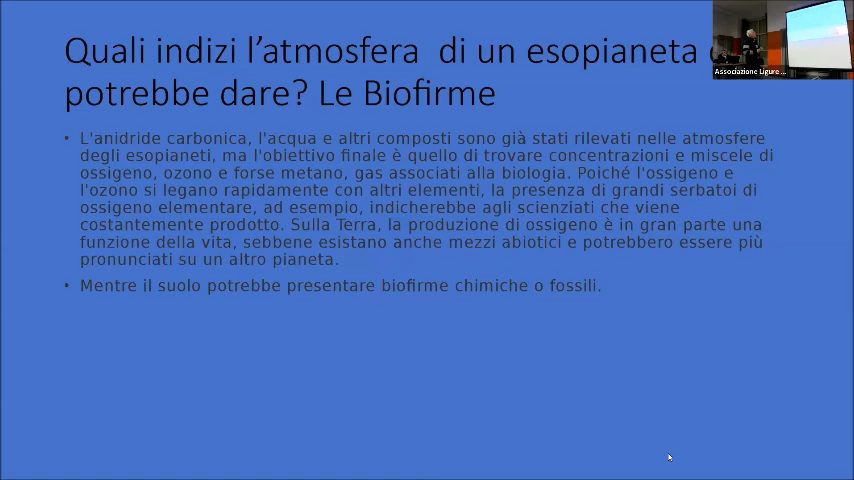 Quali indizi l’atmosfera  di un esopianeta
potrebbe dare? Le Biofirme
Associazione Ligure ...
• L'anidride carbonica, l'acqua e altri composti sono già stati rilevati nelle atmosfere
degli esopianeti, ma l'obiettivo finale è quello di trovare concentrazioni e miscele di
ossigeno, ozono e forse metano, gas associati alla biologia. Poiché l'ossigeno e
l'ozono si legano rapidamente con altri elementi, la presenza di grandi serbatoi di
ossigeno elementare, ad esempio, indicherebbe agli scienziati che viene
costantemente prodotto. Sulla Terra, la produzione di ossigeno è in gran parte una
funzione della vita, sebbene esistano anche mezzi abiotici e potrebbero essere più
pronunciati su un altro pianeta.
• Mentre il suolo potrebbe presentare biofirme chimiche o fossili.